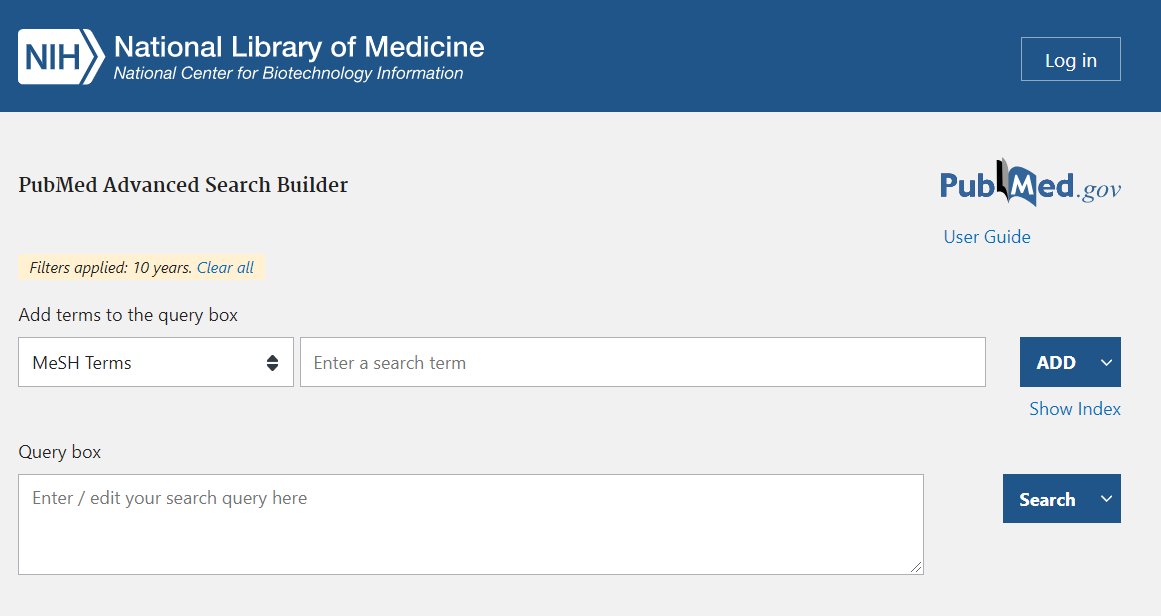 NIH
National Library of Medicine
National Center for Biotechnology Information
Log in
PubMed Advanced Search Builder
PubMed.gov
User Guide
Filters applied: 10 years. Clear all
Add terms to the query box
MeSH Terms
Enter a search term
ADD
Show Index
Query box
Enter / edit your search query here
Search